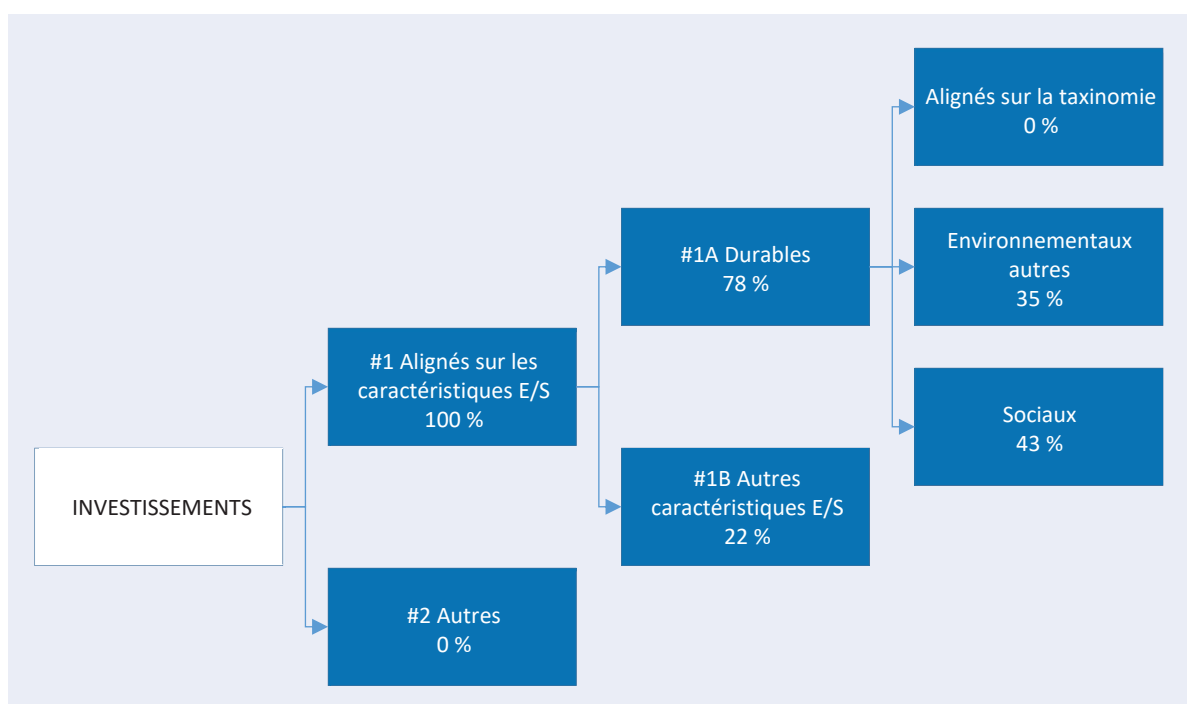 INVESTISSEMENTS
#1 Alignés sur les
caractéristiques E/S
100 %
#2 Autres
0 %
#1A Durables
78 %
#1B Autres
caractéristiques E/S
22 %
Alignés sur la taxinomie
0 %
Environnementaux
autres
35 %
Sociaux
43 %